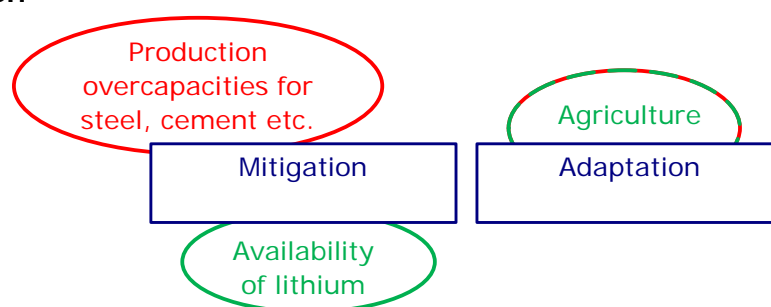 Production
overcapacities for
steel, cement etc.
Agriculture
Mitigation
Adaptation
Availability
of lithium